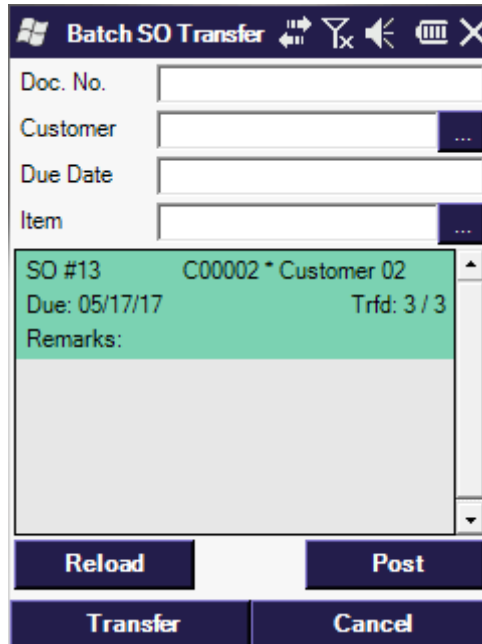 Batch SO Transfer
Doc. No.
Customer ...
Due Date
Item ...
SO #13 C00002 * Customer 02
Due: 05/17/17 Trfd: 3 / 3
Remarks:
Reload Post
Transfer Cancel